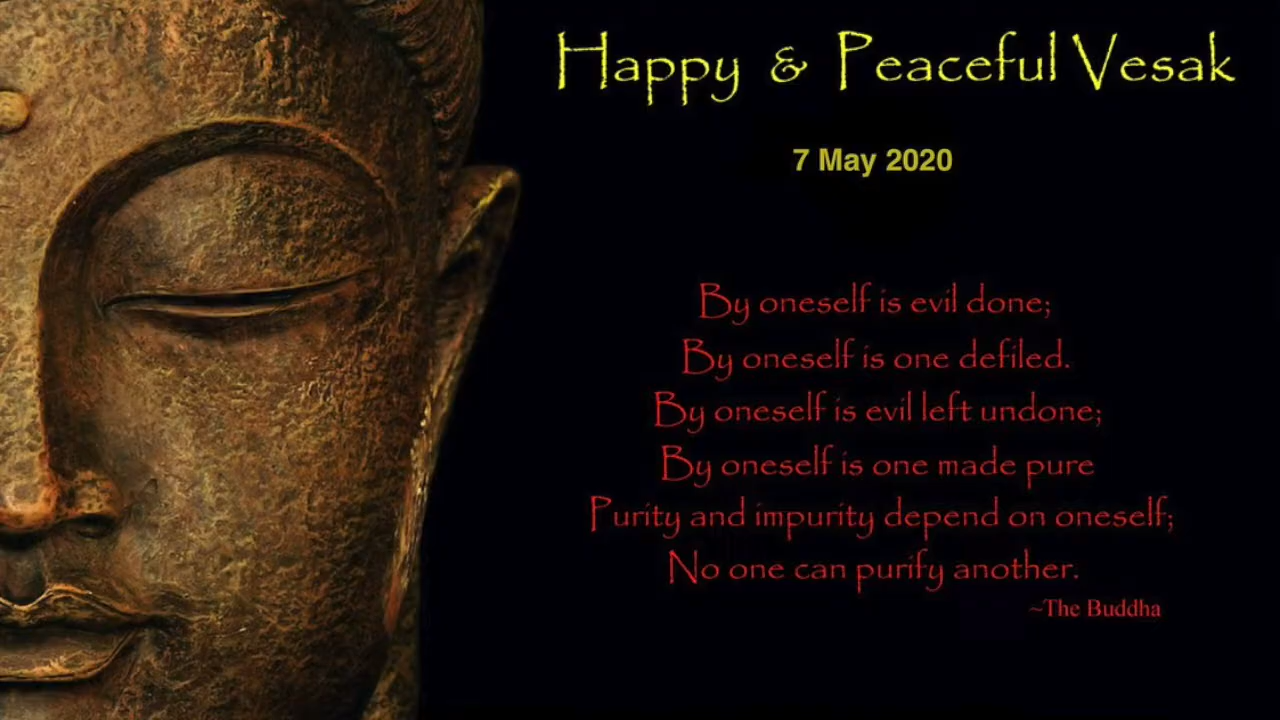 Happy & Peaceful Vesak
7 May 2020
By oneself is evil done;
By oneself is one defiled.
By oneself is evil left undone;
By oneself is one made pure
Purity and impurity depend on oneself;
No one can purify another.
~The Buddha